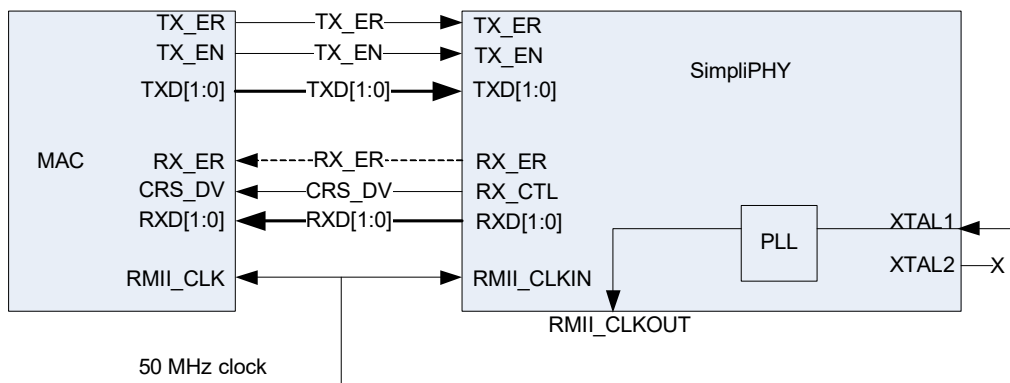 TX_ER TX_ER TX_ER
TX_EN TX_EN TX_EN
SimpliPHY
TXD[1:0] TXD[1:0] TXD[1:0]
MAC RX_ER RX_ER RX_ER
CRS_DV CRS_DV RX_CTL
RXD[1:0] RXD[1:0] RXD[1:0]
XTAL1
PLL
XTAL2 X
RMII_CLK RMII_CLKIN
RMII_CLKOUT
50 MHz clock